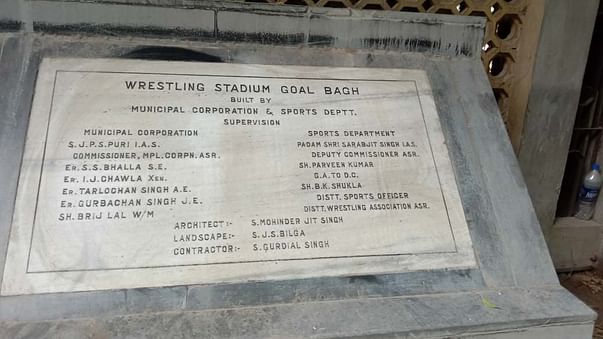 WRESTLING STADIUM GOAL BAGH
BUILT BY
MUNICIPAL CORPORATION & SPORTS DEPTT.
SUPERVISION
MUNICIPAL CORPORATION
S.J.P.S.PURI I.A.S.
COMMISSIONER, MPL.CORPN.ASR.
ER.S.S.BHALLA S.E.
ER. I.J.CHAWLA XEN.
ER. TARLOCHAN SINGH A.E.
ER. GURBACHAN SINGH J.E.
SH. BRIJ LAL W/M
SPORTS DEPARTMENT
PADAM SHRI SARABJIT SINGH I.A.S.
DEPUTY COMMISSIONER ASR.
SH.PARVEEN KUMAR
G.A. TO D.C.
SH.B.K.SHUKLA
DISTT. SPORTS OFFICER
DISTT.WRESTLING ASSOCIATION ASR.
ARCHITECT:- S.MOHINDER JIT SINGH
LANDSCAPE:- S.J.S.BILGA
CONTRACTOR:- S.GURDIAL SINGH